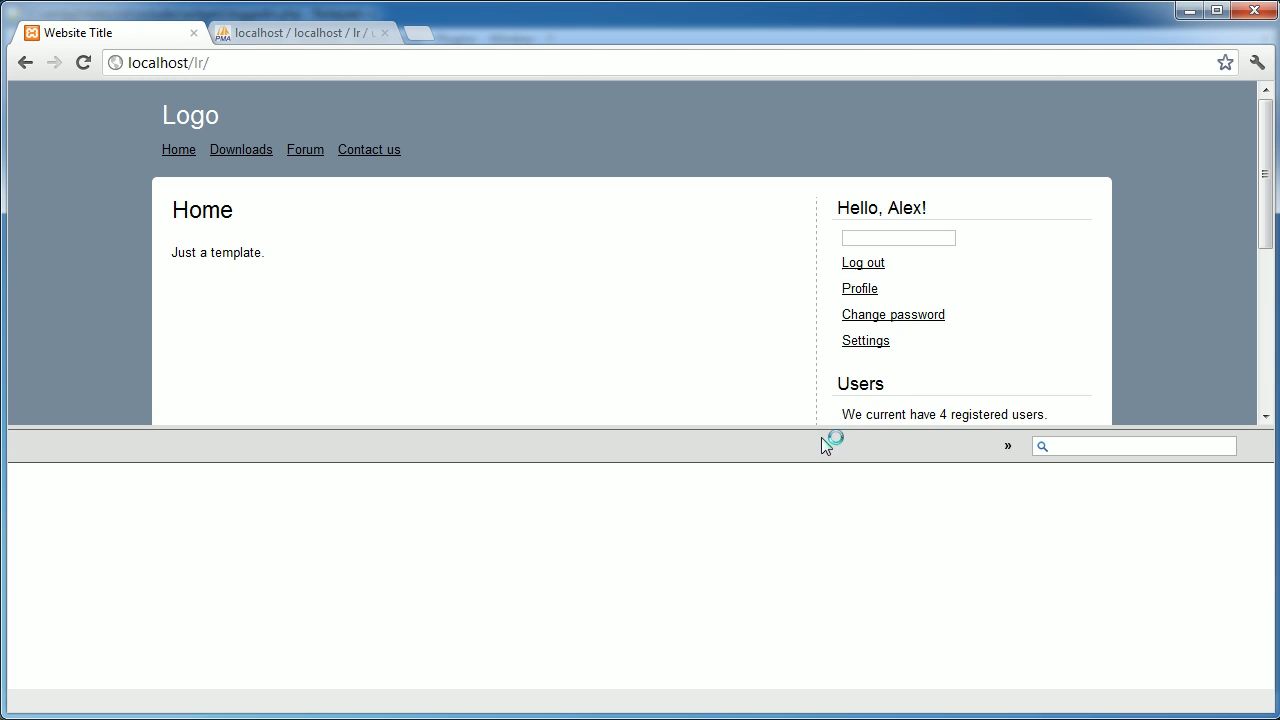 Website Title
localhost / localhost / lr /
localhost/lr/
Logo
Home Downloads Forum Contact us
Home
Just a template.
Hello, Alex!
Log out
Profile
Change password
Settings
Users
We current have 4 registered users.
»